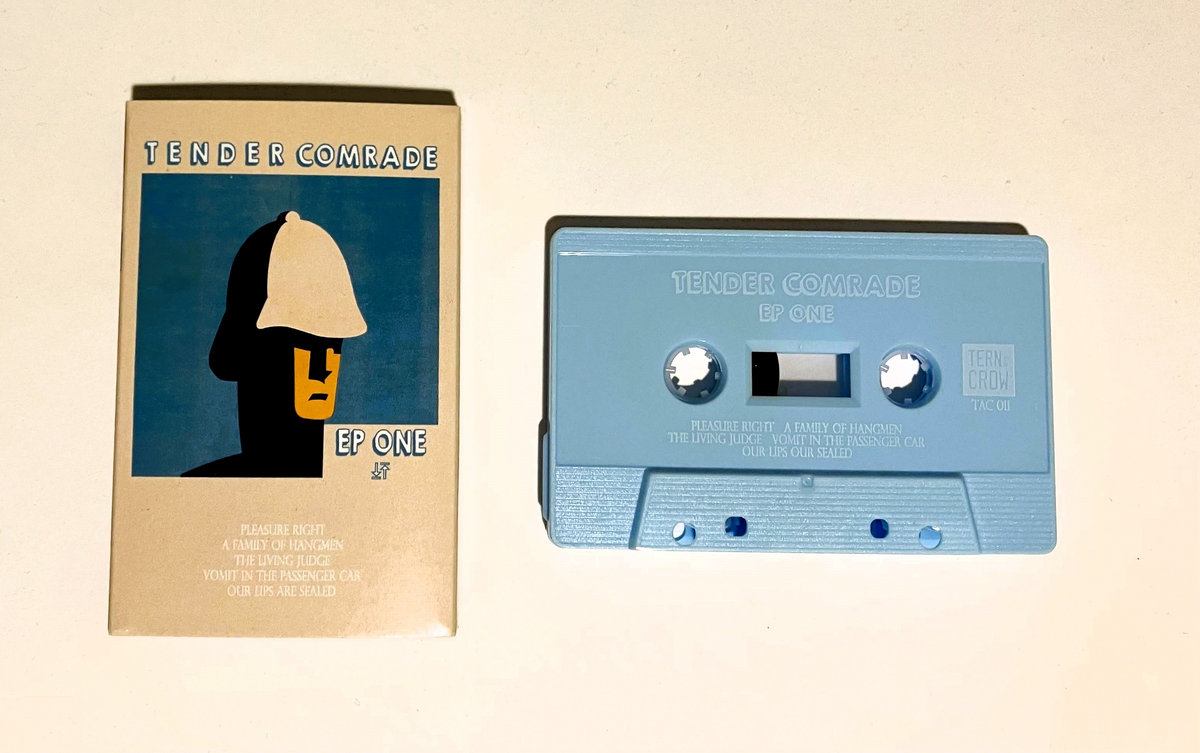 TENDER COMRADE
EP ONE
PLEASURE RIGHT
A FAMILY OF HANGMEN
THE LIVING JUDGE
VOMIT IN THE PASSENGER CAR
OUR LIPS ARE SEALED
TENDER COMRADE
EP ONE
TERN&
CROW
TAC 011
PLEASURE RIGHT A FAMILY OF HANGMEN
THE LIVING JUDGE VOMIT IN THE PASSENGER CAR
OUR LIPS OUR SEALED